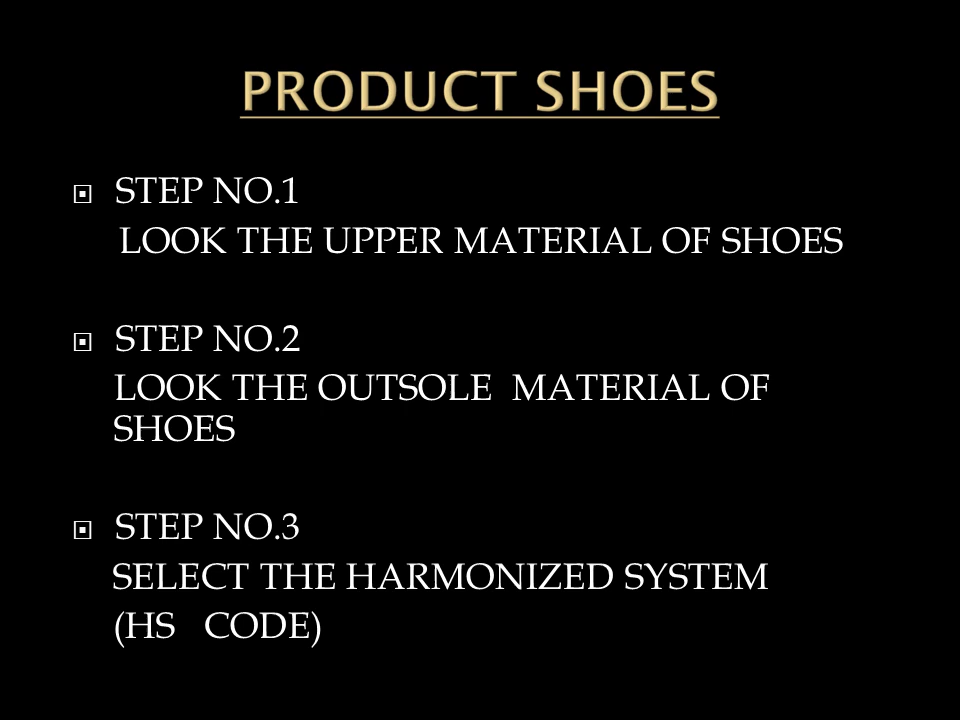 PRODUCT SHOES
STEP NO.1
LOOK THE UPPER MATERIAL OF SHOES
STEP NO.2
LOOK THE OUTSOLE MATERIAL OF
SHOES
STEP NO.3
SELECT THE HARMONIZED SYSTEM
(HS CODE)